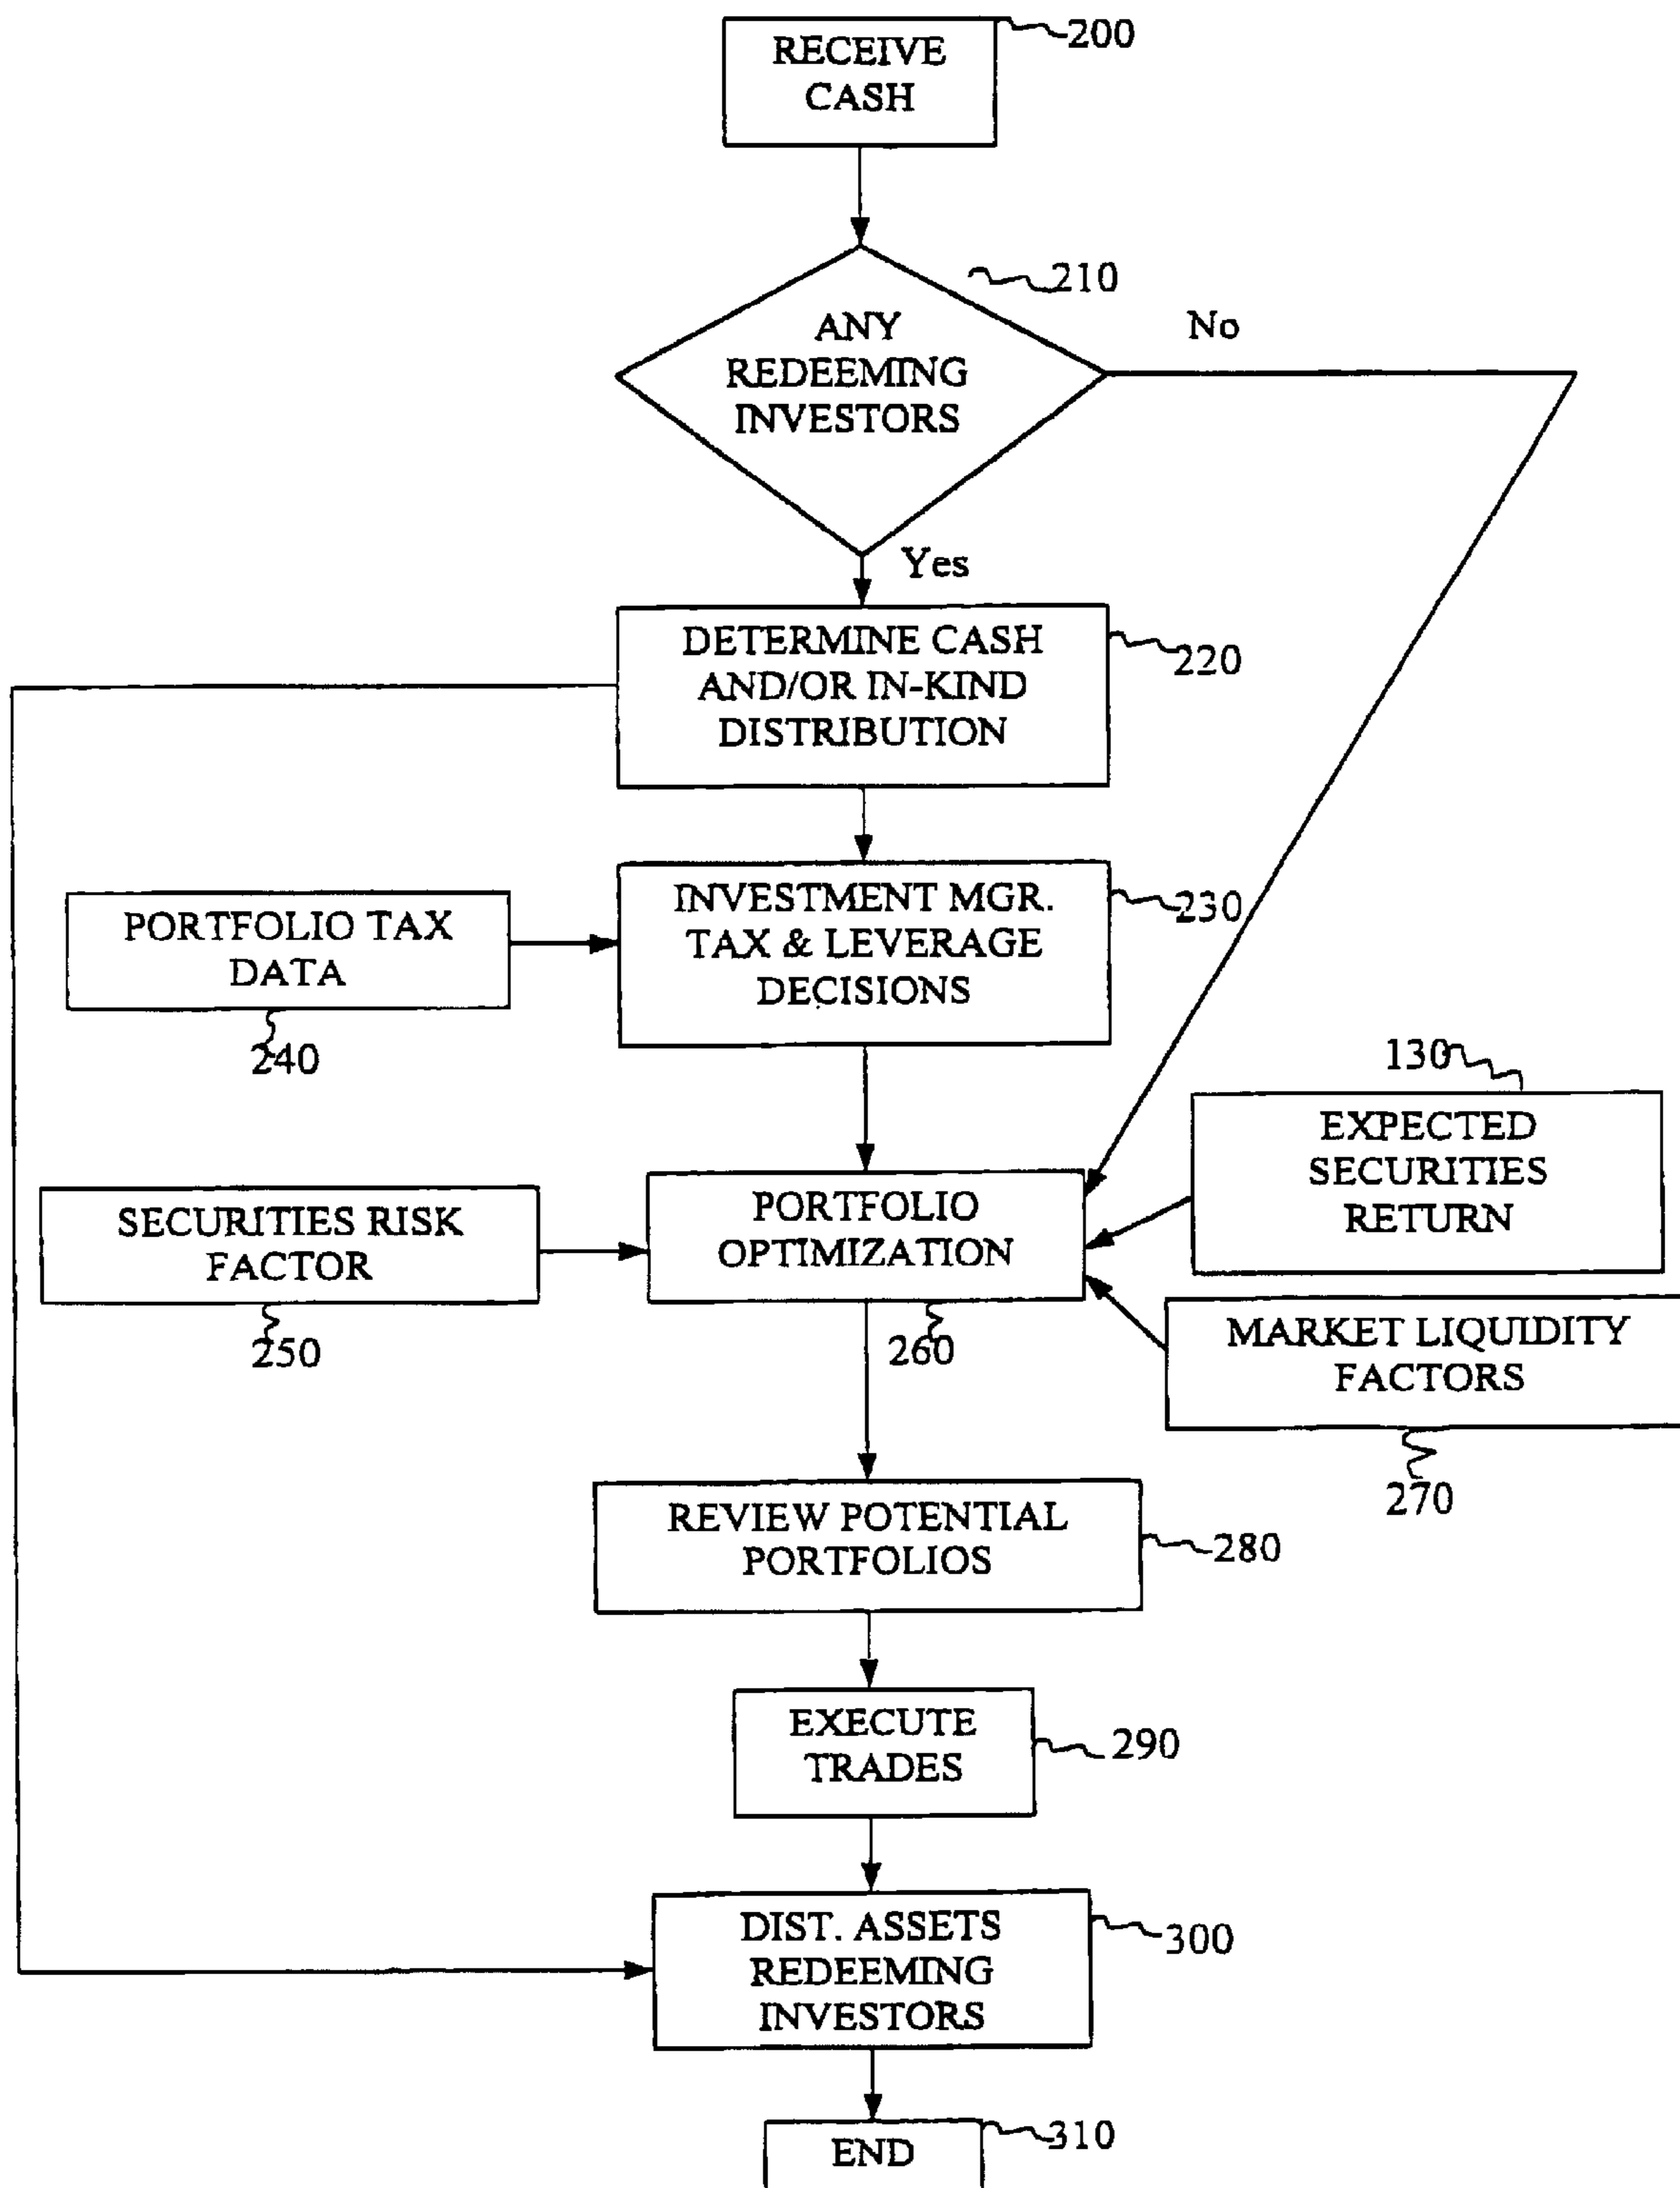 RECEIVE
CASH
200
ANY
REDEEMING
INVESTORS
210
No
Yes
DETERMINE CASH
AND/OR IN-KIND
DISTRIBUTION
220
INVESTMENT MGR.
TAX & LEVERAGE
DECISIONS
230
PORTFOLIO TAX
DATA
240
130
EXPECTED
SECURITIES
RETURN
SECURITIES RISK
FACTOR
250
PORTFOLIO
OPTIMIZATION
260
MARKET LIQUIDITY
FACTORS
270
REVIEW POTENTIAL
PORTFOLIOS
280
EXECUTE
TRADES
290
DIST. ASSETS
REDEEMING
INVESTORS
300
END
310